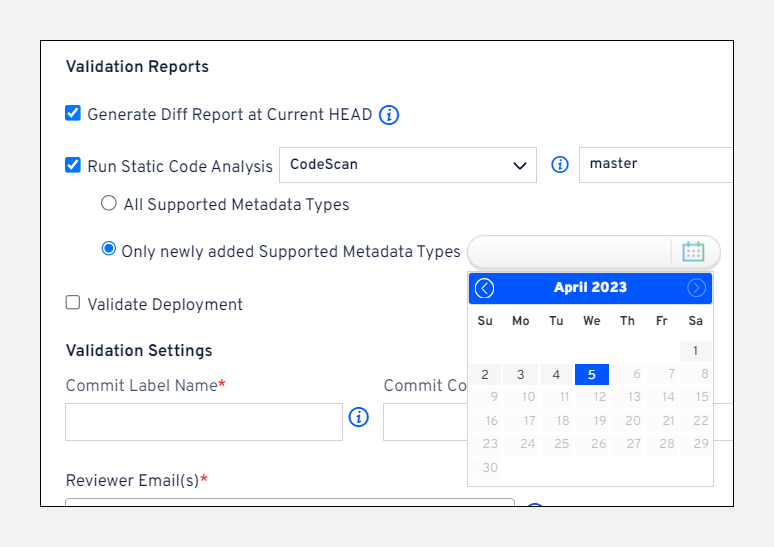 Validation Reports
Generate Diff Report at Current HEAD i
Run Static Code Analysis CodeScan i master
All Supported Metadata Types
Only newly added Supported Metadata Types
April 2023
Validate Deployment
Su Mo Tu We Th Fr Sa
1
Validation Settings
2 3 4 5 6 7 8
Commit Label Name* Commit Co
9 10 11 12 13 14 15
i
16 17 18 19 20 21 22
23 24 25 26 27 28 29
30
Reviewer Email(s)*